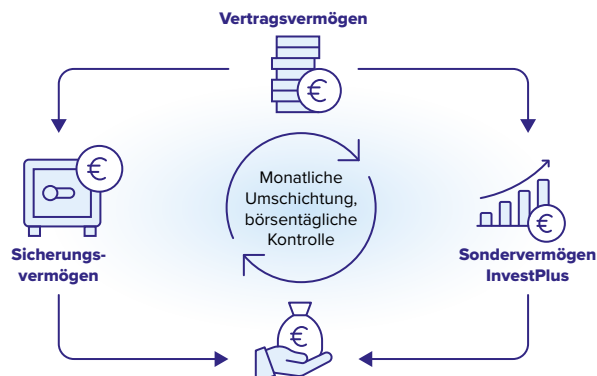 Vertragsvermögen
€
€
Monatliche
Umschichtung,
börsentägliche
Kontrolle
€
Sicherungs-
vermögen
Sondervermögen
InvestPlus
€